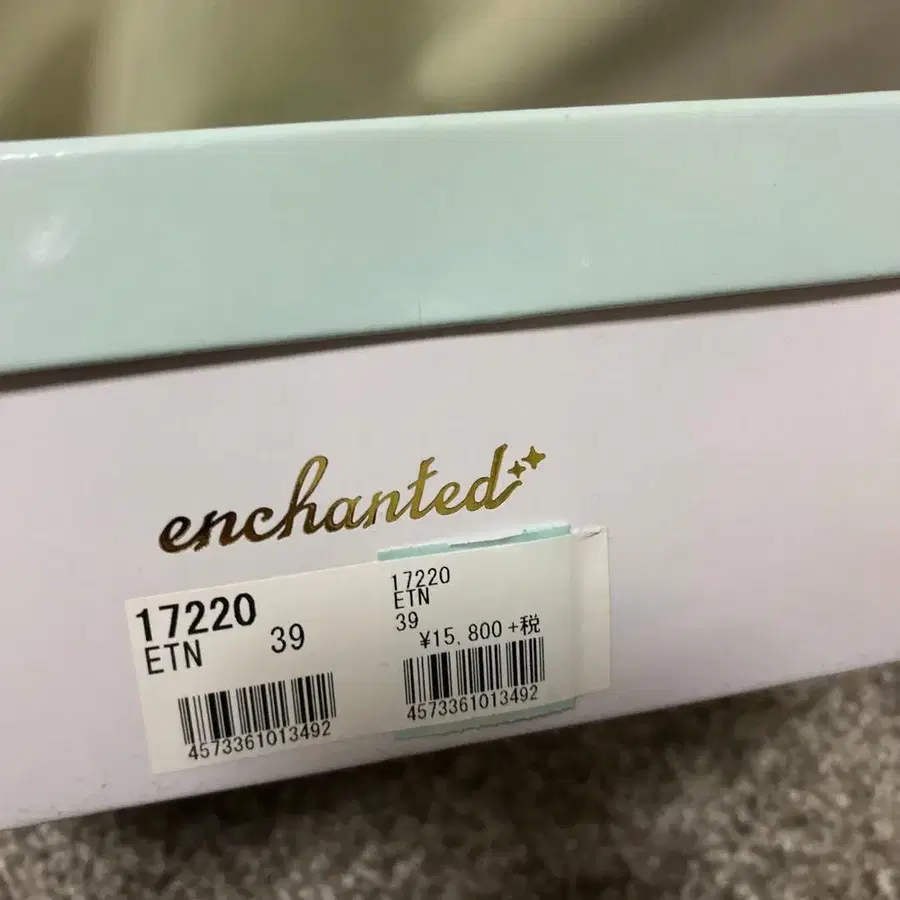 enchanted
17220
ETN 39
4573361013492
17220
ETN
39
¥15,800+税
4573361013492